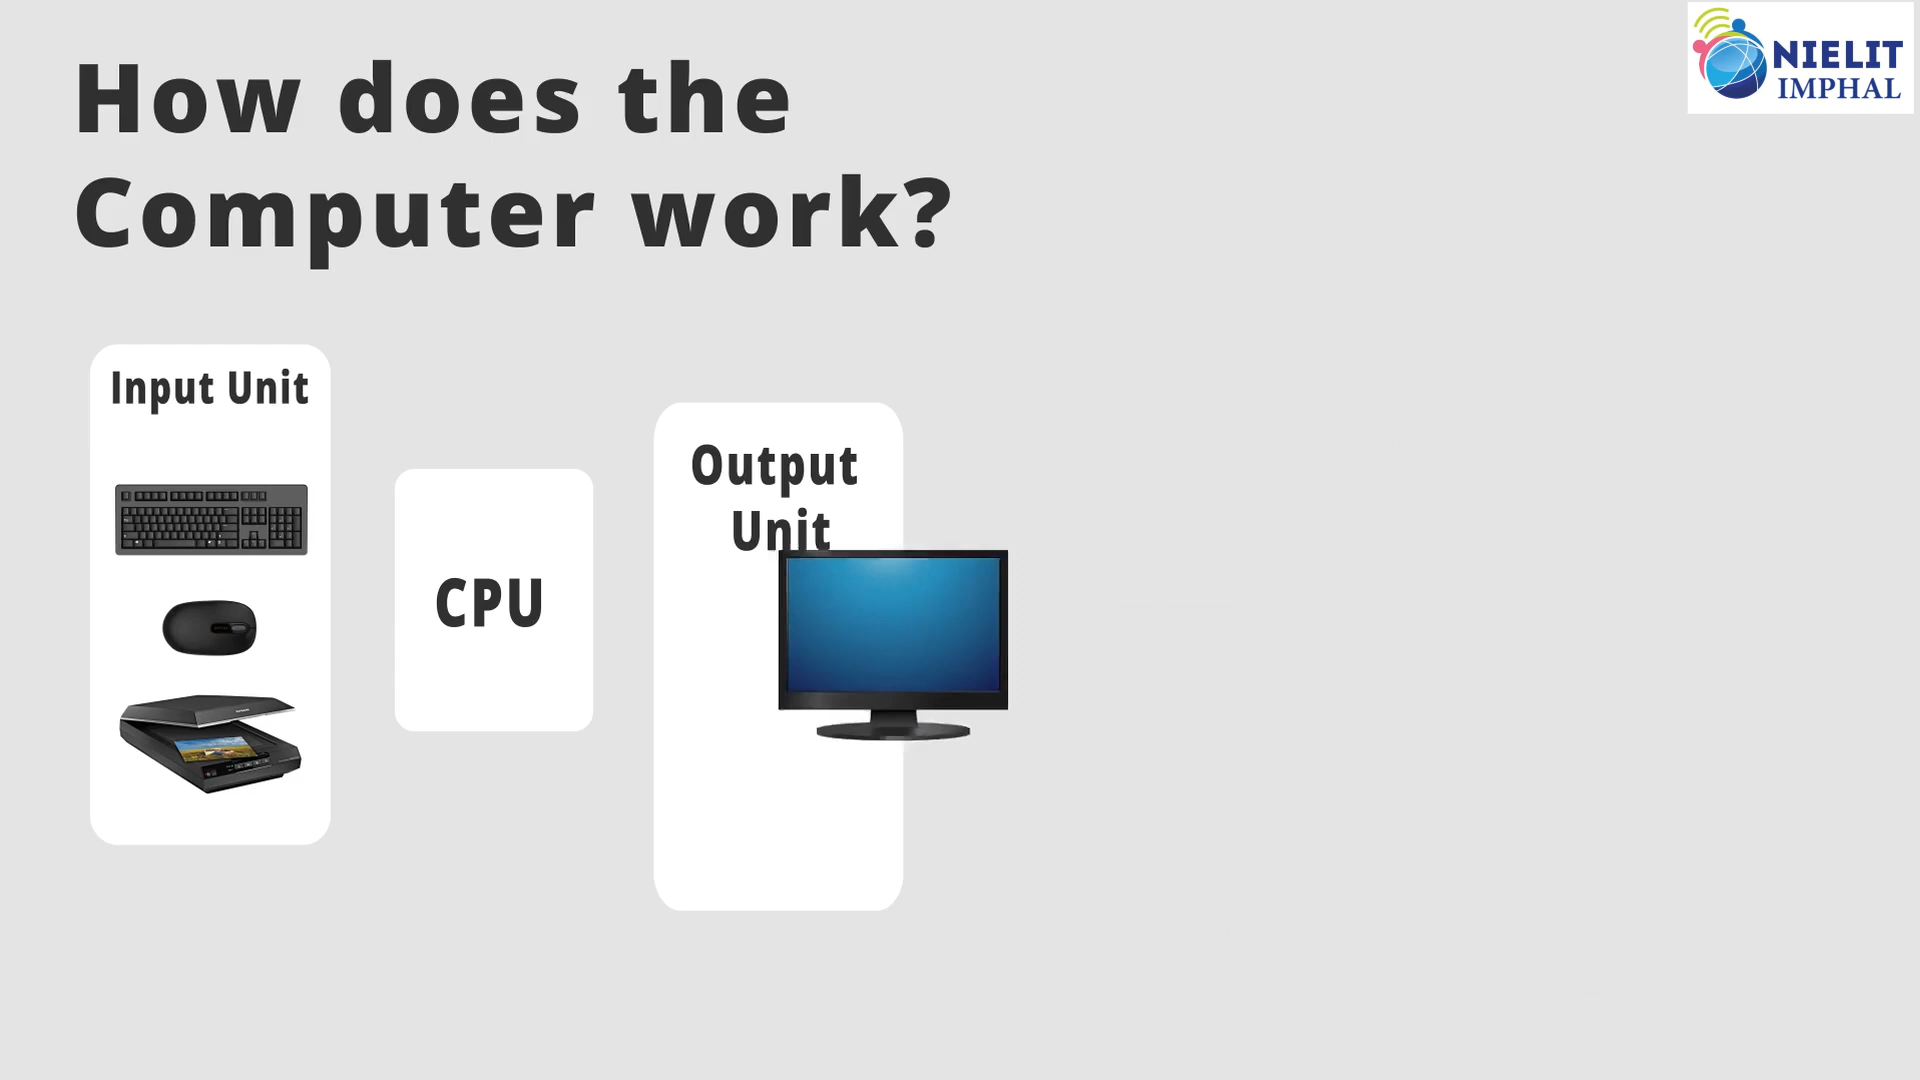 How does the
Computer work?
NIELIT
IMPHAL
Input Unit
CPU
Output
Unit